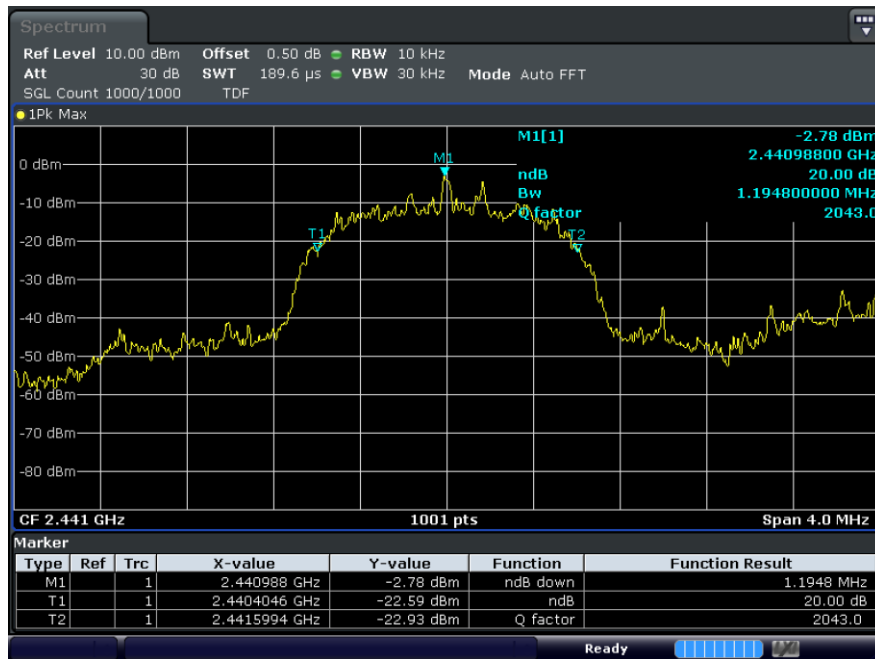 Spectrum
Ref Level 10.00 dBm Offset 0.50 dB RBW 10 kHz
Att 30 dB SWT 189.6 µs VBW 30 kHz Mode Auto FFT
SGL Count 1000/1000 TDF
1Pk Max
M1[1] -2.78 dBm
2.44098800 GHz
ndB 20.00 dB
Bw 1.194800000 MHz
Q factor 2043.0
M1
T1
T2
0 dBm
-10 dBm
-20 dBm
-30 dBm
-40 dBm
-50 dBm
-60 dBm
-70 dBm
-80 dBm
CF 2.441 GHz 1001 pts Span 4.0 MHz
Marker
Type Ref Trc X-value Y-value Function Function Result
M1 1 2.440988 GHz -2.78 dBm ndB down 1.1948 MHz
T1 1 2.4404046 GHz -22.59 dBm ndB 20.00 dB
T2 1 2.4415994 GHz -22.93 dBm Q factor 2043.0
Ready